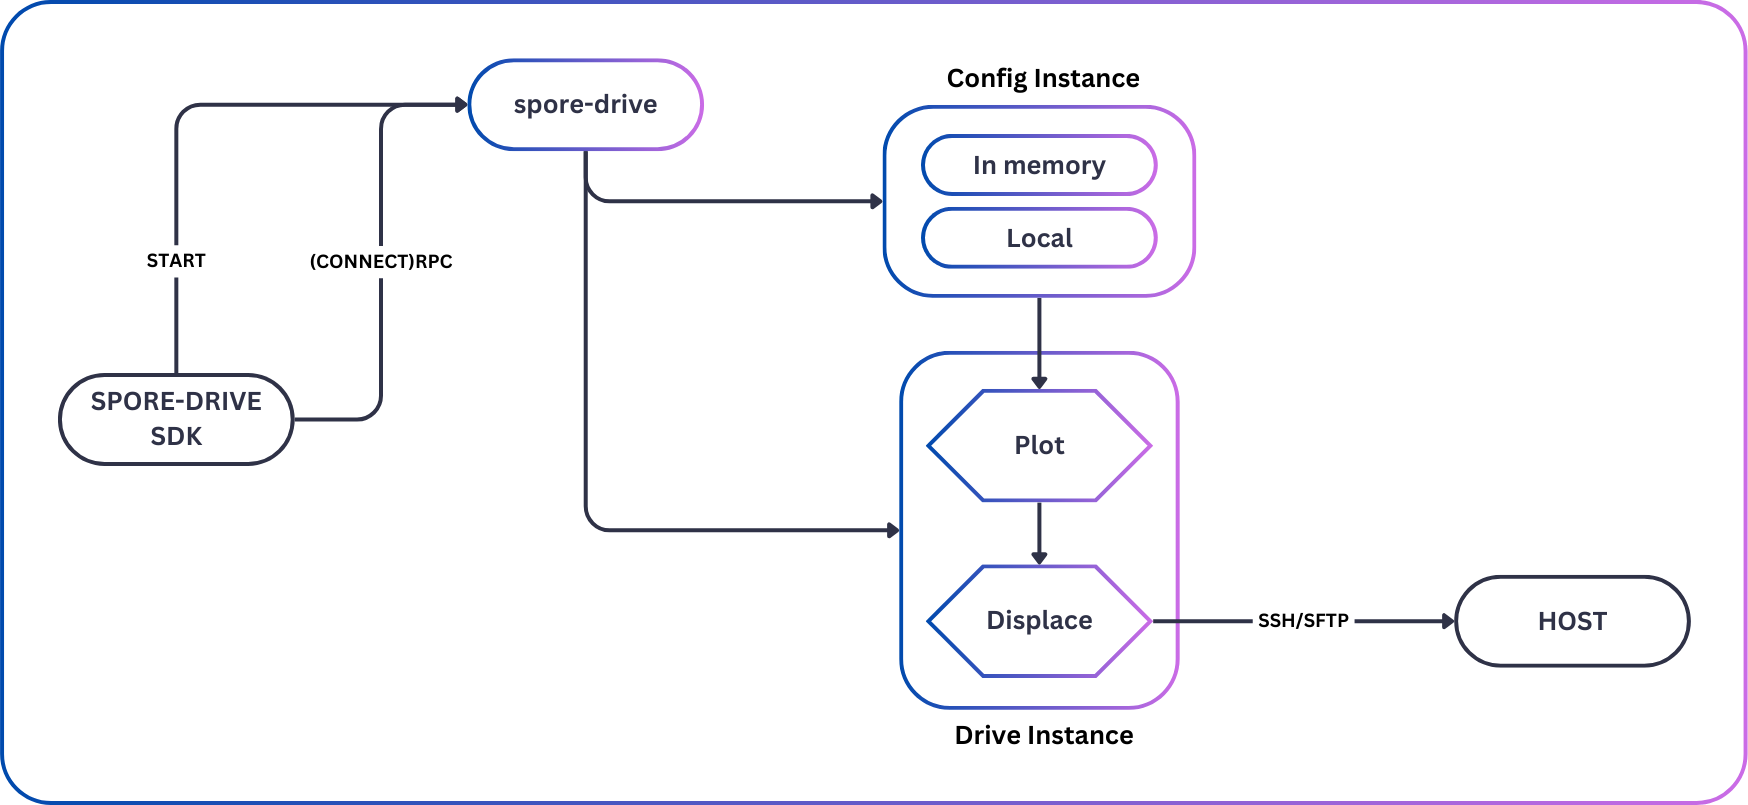 spore-drive
Config Instance
In memory
Local
START
(CONNECT)RPC
SPORE-DRIVE
SDK
Plot
Displace
SSH/SFTP
HOST
Drive Instance